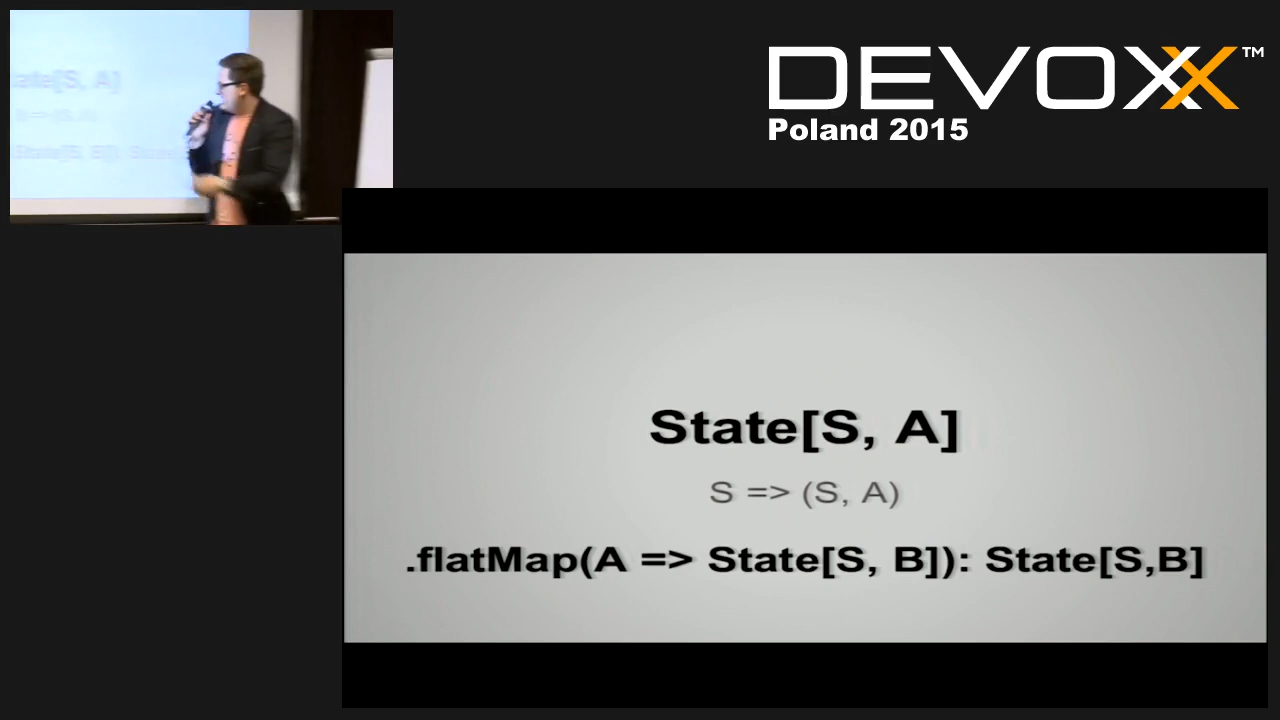 DEVOXX™
Poland 2015
State[S, A]
S => (S, A)
.flatMap(A => State[S, B]): State[S,B]